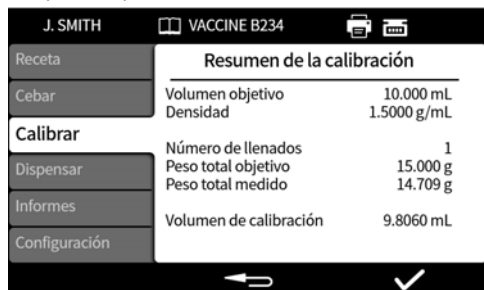 J. SMITH VACCINE B234
Receta
Cebar
Calibrar
Dispensar
Informes
Configuración
Resumen de la calibración
Volumen objetivo 10.000 mL
Densidad 1.5000 g/mL
Número de llenados 1
Peso total objetivo 15.000 g
Peso total medido 14.709 g
Volumen de calibración 9.8060 mL